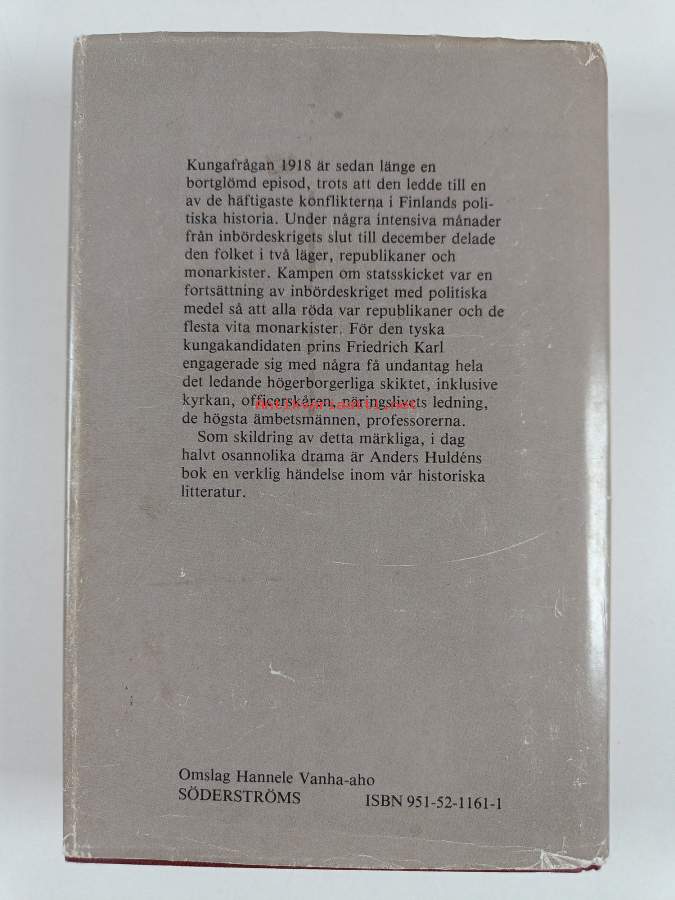 Kungafrågan 1918 är sedan länge en
bortglömd episod, trots att den ledde till en
av de häftigaste konflikterna i Finlands poli-
tiska historia. Under några intensiva månader
från inbördeskrigets slut till december delade
den folket i två läger, republikaner och
monarkister. Kampen om statsskicket var en
fortsättning av inbördeskriget med politiska
medel så att alla röda var republikaner och de
flesta vita monarkister. För den tyska
kungakandidaten prins Friedrich Karl
engagerade sig med några få undantag hela
det ledande högerborgerliga skiktet, inklusive
kyrkan, officerskåren, näringslivets ledning,
de högsta ämbetsmännen, professorerna.
Som skildring av detta märkliga, i dag
halvt osannolika drama är Anders Huldéns
bok en verklig händelse inom vår historiska
litteratur.
Omslag Hannele Vanha-aho
SÖDERSTRÖMS ISBN 951-52-1161-1